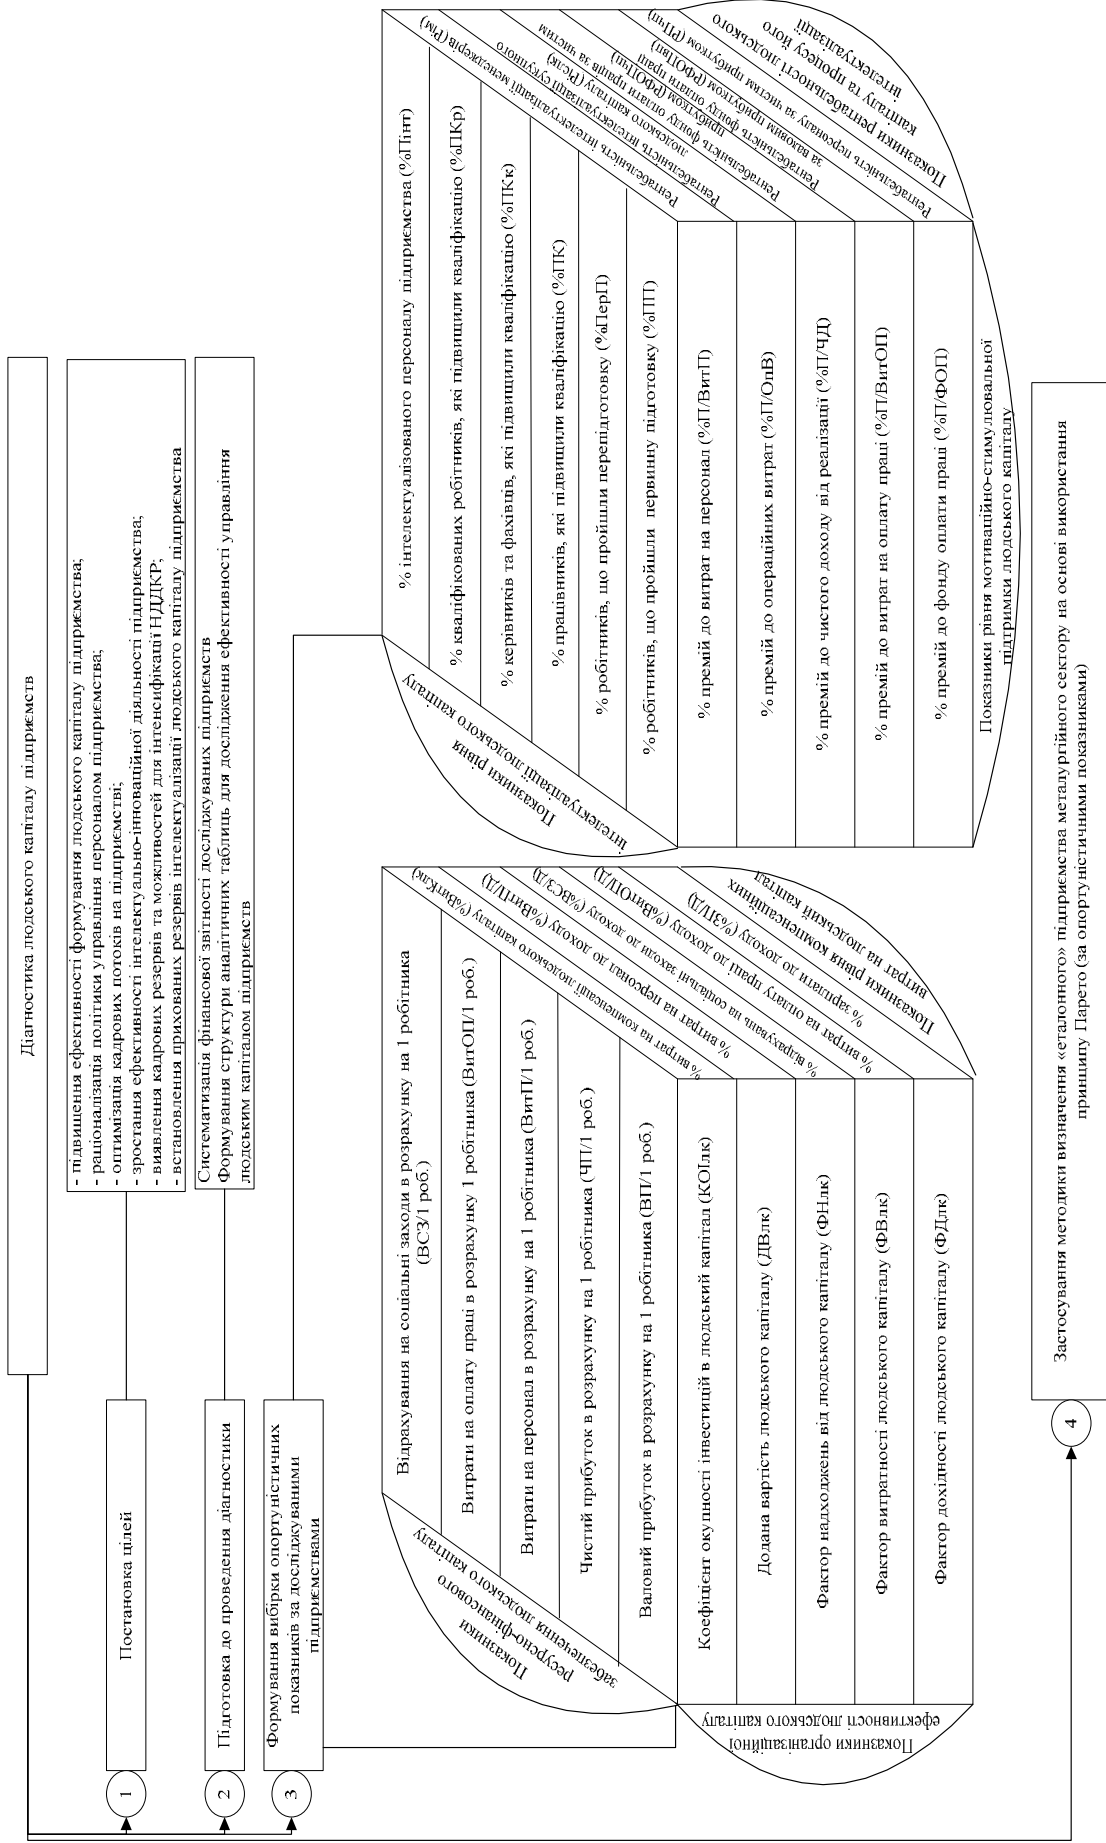 Діагностика людського капіталу підприємств
1
Постановка цілей
- підвищення ефективності формування людського капіталу підприємства;
- раціоналізація політики управління персоналом підприємства;
- оптимізація кадрових потоків на підприємстві;
- зростання ефективності інтелектуально-інноваційної діяльності підприємства;
- виявлення кадрових резервів та можливостей для інтенсифікації НДДКР;
- встановлення прихованих резервів інтелектуалізації людського капіталу підприємства
2
Підготовка до проведення діагностики
Систематизація фінансової звітності досліджуваних підприємств
Формування структури аналітичних таблиць для дослідження ефективності управління
людським капіталом підприємств
3
Формування вибірки опортуністичних
показників за досліджуваними
підприємствами
Показники
ресурсно-фінансового
забезпечення людського капіталу
Відрахування на соціальні заходи в розрахунку на 1 робітника
(ВСЗ/1 роб.)
Витрати на оплату праці в розрахунку 1 робітника (ВитОП/1 роб.)
Витрати на персонал в розрахунку на 1 робітника (ВитП/1 роб.)
Чистий прибуток в розрахунку на 1 робітника (ЧП/1 роб.)
Валовий прибуток в розрахунку на 1 робітника (ВП/1 роб.)
Показники організаційної
ефективності людського капіталу
Коефіцієнт окупності інвестицій в людський капітал (КОІлк)
Додана вартість людського капіталу (ДВлк)
Фактор надходжень від людського капіталу (ФНлк)
Фактор витратності людського капіталу (ФВлк)
Фактор дохідності людського капіталу (ФДлк)
% витрат на компенсації людського капіталу (%ВитКлк)
% витрат на персонал до доходу (%ВитП/Д)
% відрахувань на соціальні заходи до доходу (%ВСЗ/Д)
% витрат на оплату праці до доходу (%ВитОП/Д)
% зарплати до доходу (%ЗП/Д)
Показники рівня компенсаційних
витрат на людський капітал
Показники рівня
інтелектуалізації людського капіталу
% інтелектуалізованого персоналу підприємства (%Пінт)
% кваліфікованих робітників, які підвищили кваліфікацію (%ПКр)
% керівників та фахівців, які підвищили кваліфікацію (%ПКк)
% працівників, які підвищили кваліфікацію (%ПК)
% робітників, що пройшли перепідготовку (%ПерП)
% робітників, що пройшли первинну підготовку (%ПП)
% премій до витрат на персонал (%П/ВитП)
% премій до операційних витрат (%П/ОпВ)
% премій до чистого доходу від реалізації (%П/ЧД)
% премій до витрат на оплату праці (%П/ВитОП)
% премій до фонду оплати праці (%П/ФОП)
Показники рівня мотиваційно-стимулювальної
підтримки людського капіталу
Рентабельність інтелектуалізації менеджерів (Рім)
Рентабельність інтелектуалізації сукупного
людського капіталу (Різлк)
Рентабельність фонду оплати праці за чистим
прибутком (РФОПчп)
Рентабельність фонду оплати праці
за валовим прибутком (РФОПвп)
Рентабельність персоналу за чистим прибутком (РПчп)
Показники рентабельності людського
капіталу та процесу його
інтелектуалізації
4
Застосування методики визначення «еталонного» підприємства металургійного сектору на основі використання
принципу Парето (за опортуністичними показниками)